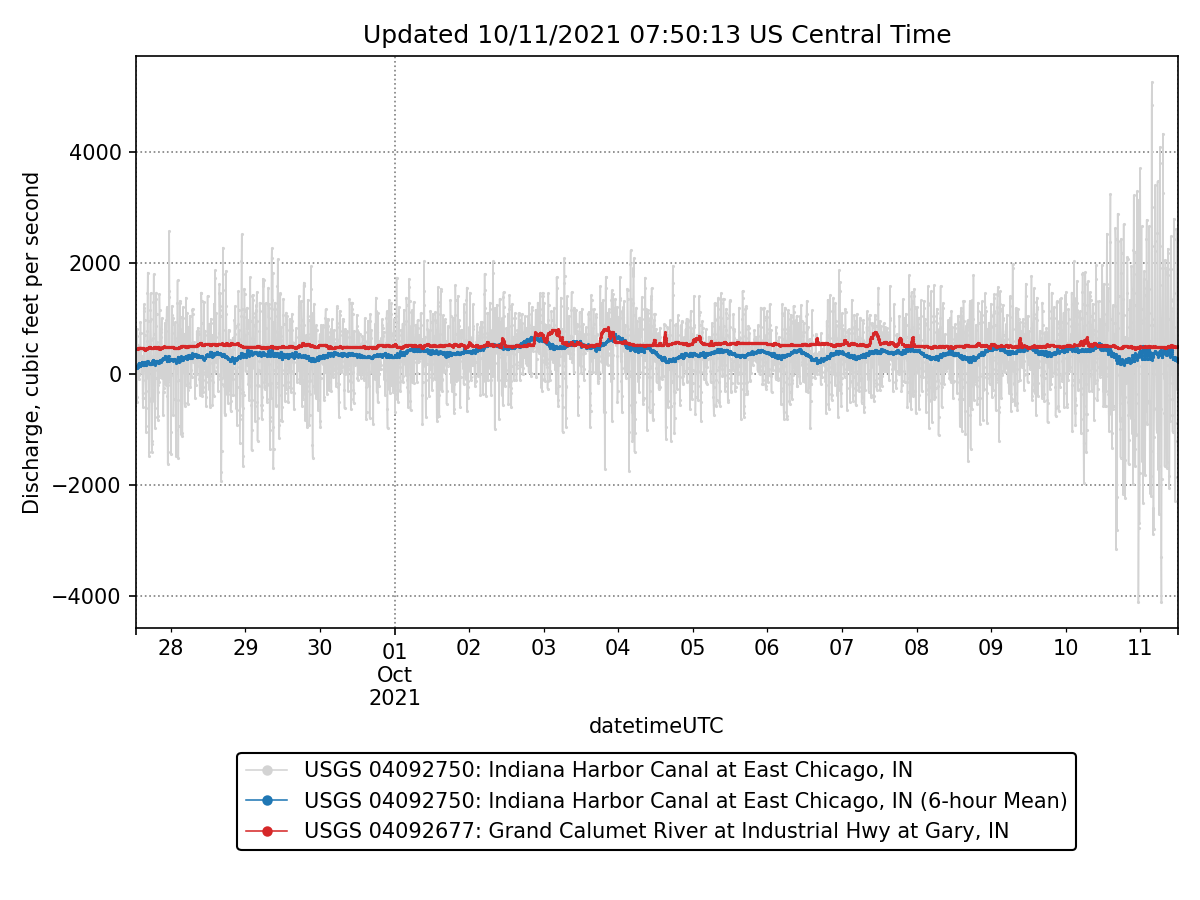 Updated 10/11/2021 07:50:13 US Central Time
Discharge, cubic feet per second
4000
2000
0
−2000
−4000
28 29 30 01 02 03 04 05 06 07 08 09 10 11
Oct
2021
datetimeUTC
USGS 04092750: Indiana Harbor Canal at East Chicago, IN
USGS 04092750: Indiana Harbor Canal at East Chicago, IN (6-hour Mean)
USGS 04092677: Grand Calumet River at Industrial Hwy at Gary, IN